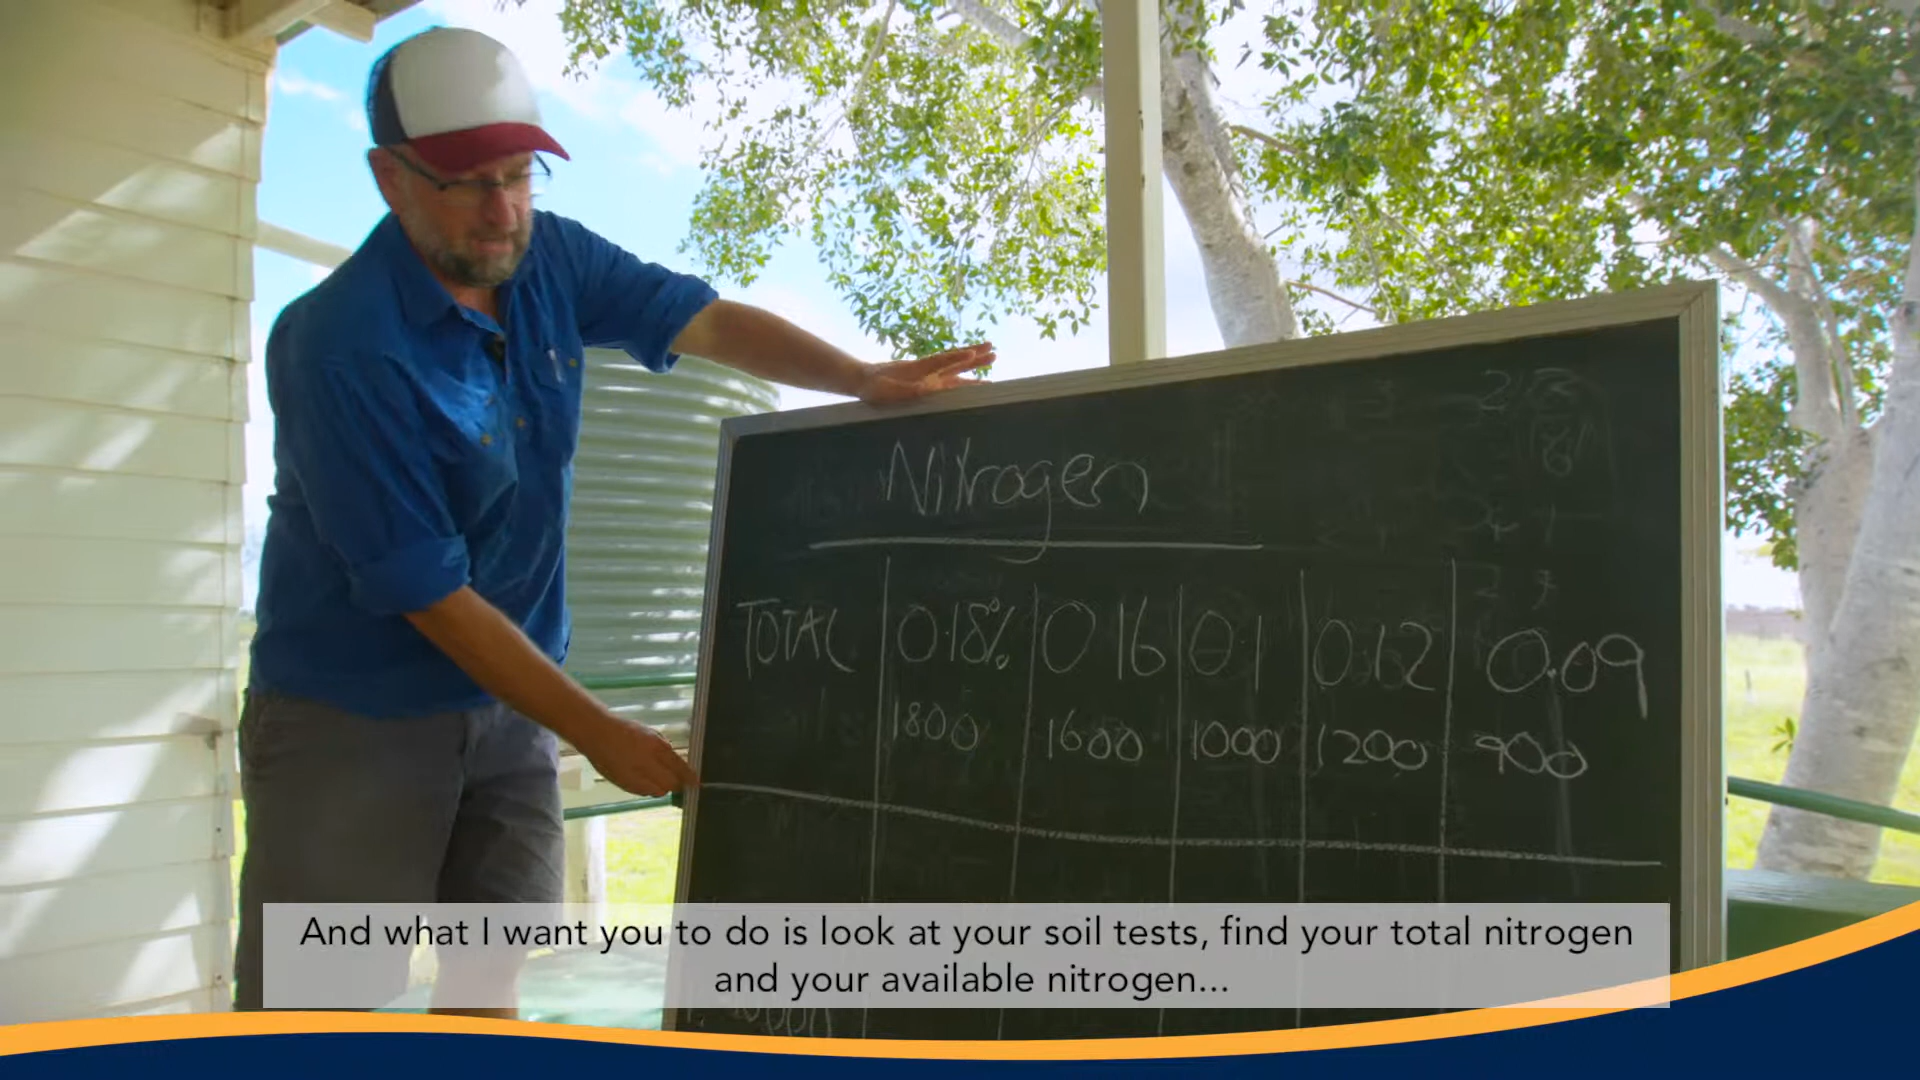 Nitrogen
TOTAL 0.18% 0.16 0.1 0.12 0.09
1800 1600 1000 1200 900
And what I want you to do is look at your soil tests, find your total nitrogen
and your available nitrogen...